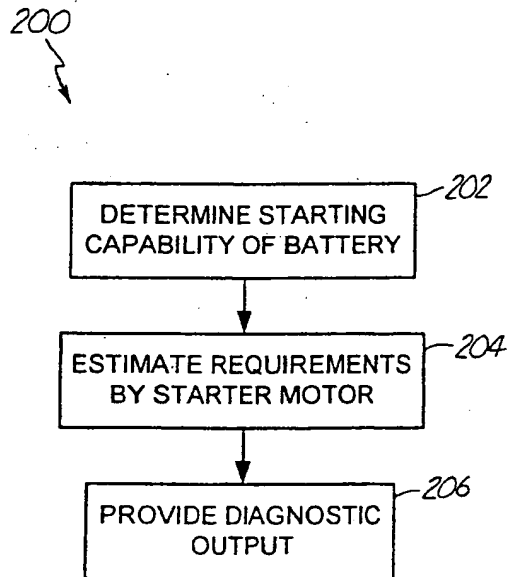 200
202
DETERMINE STARTING
CAPABILITY OF BATTERY
204
ESTIMATE REQUIREMENTS
BY STARTER MOTOR
206
PROVIDE DIAGNOSTIC
OUTPUT